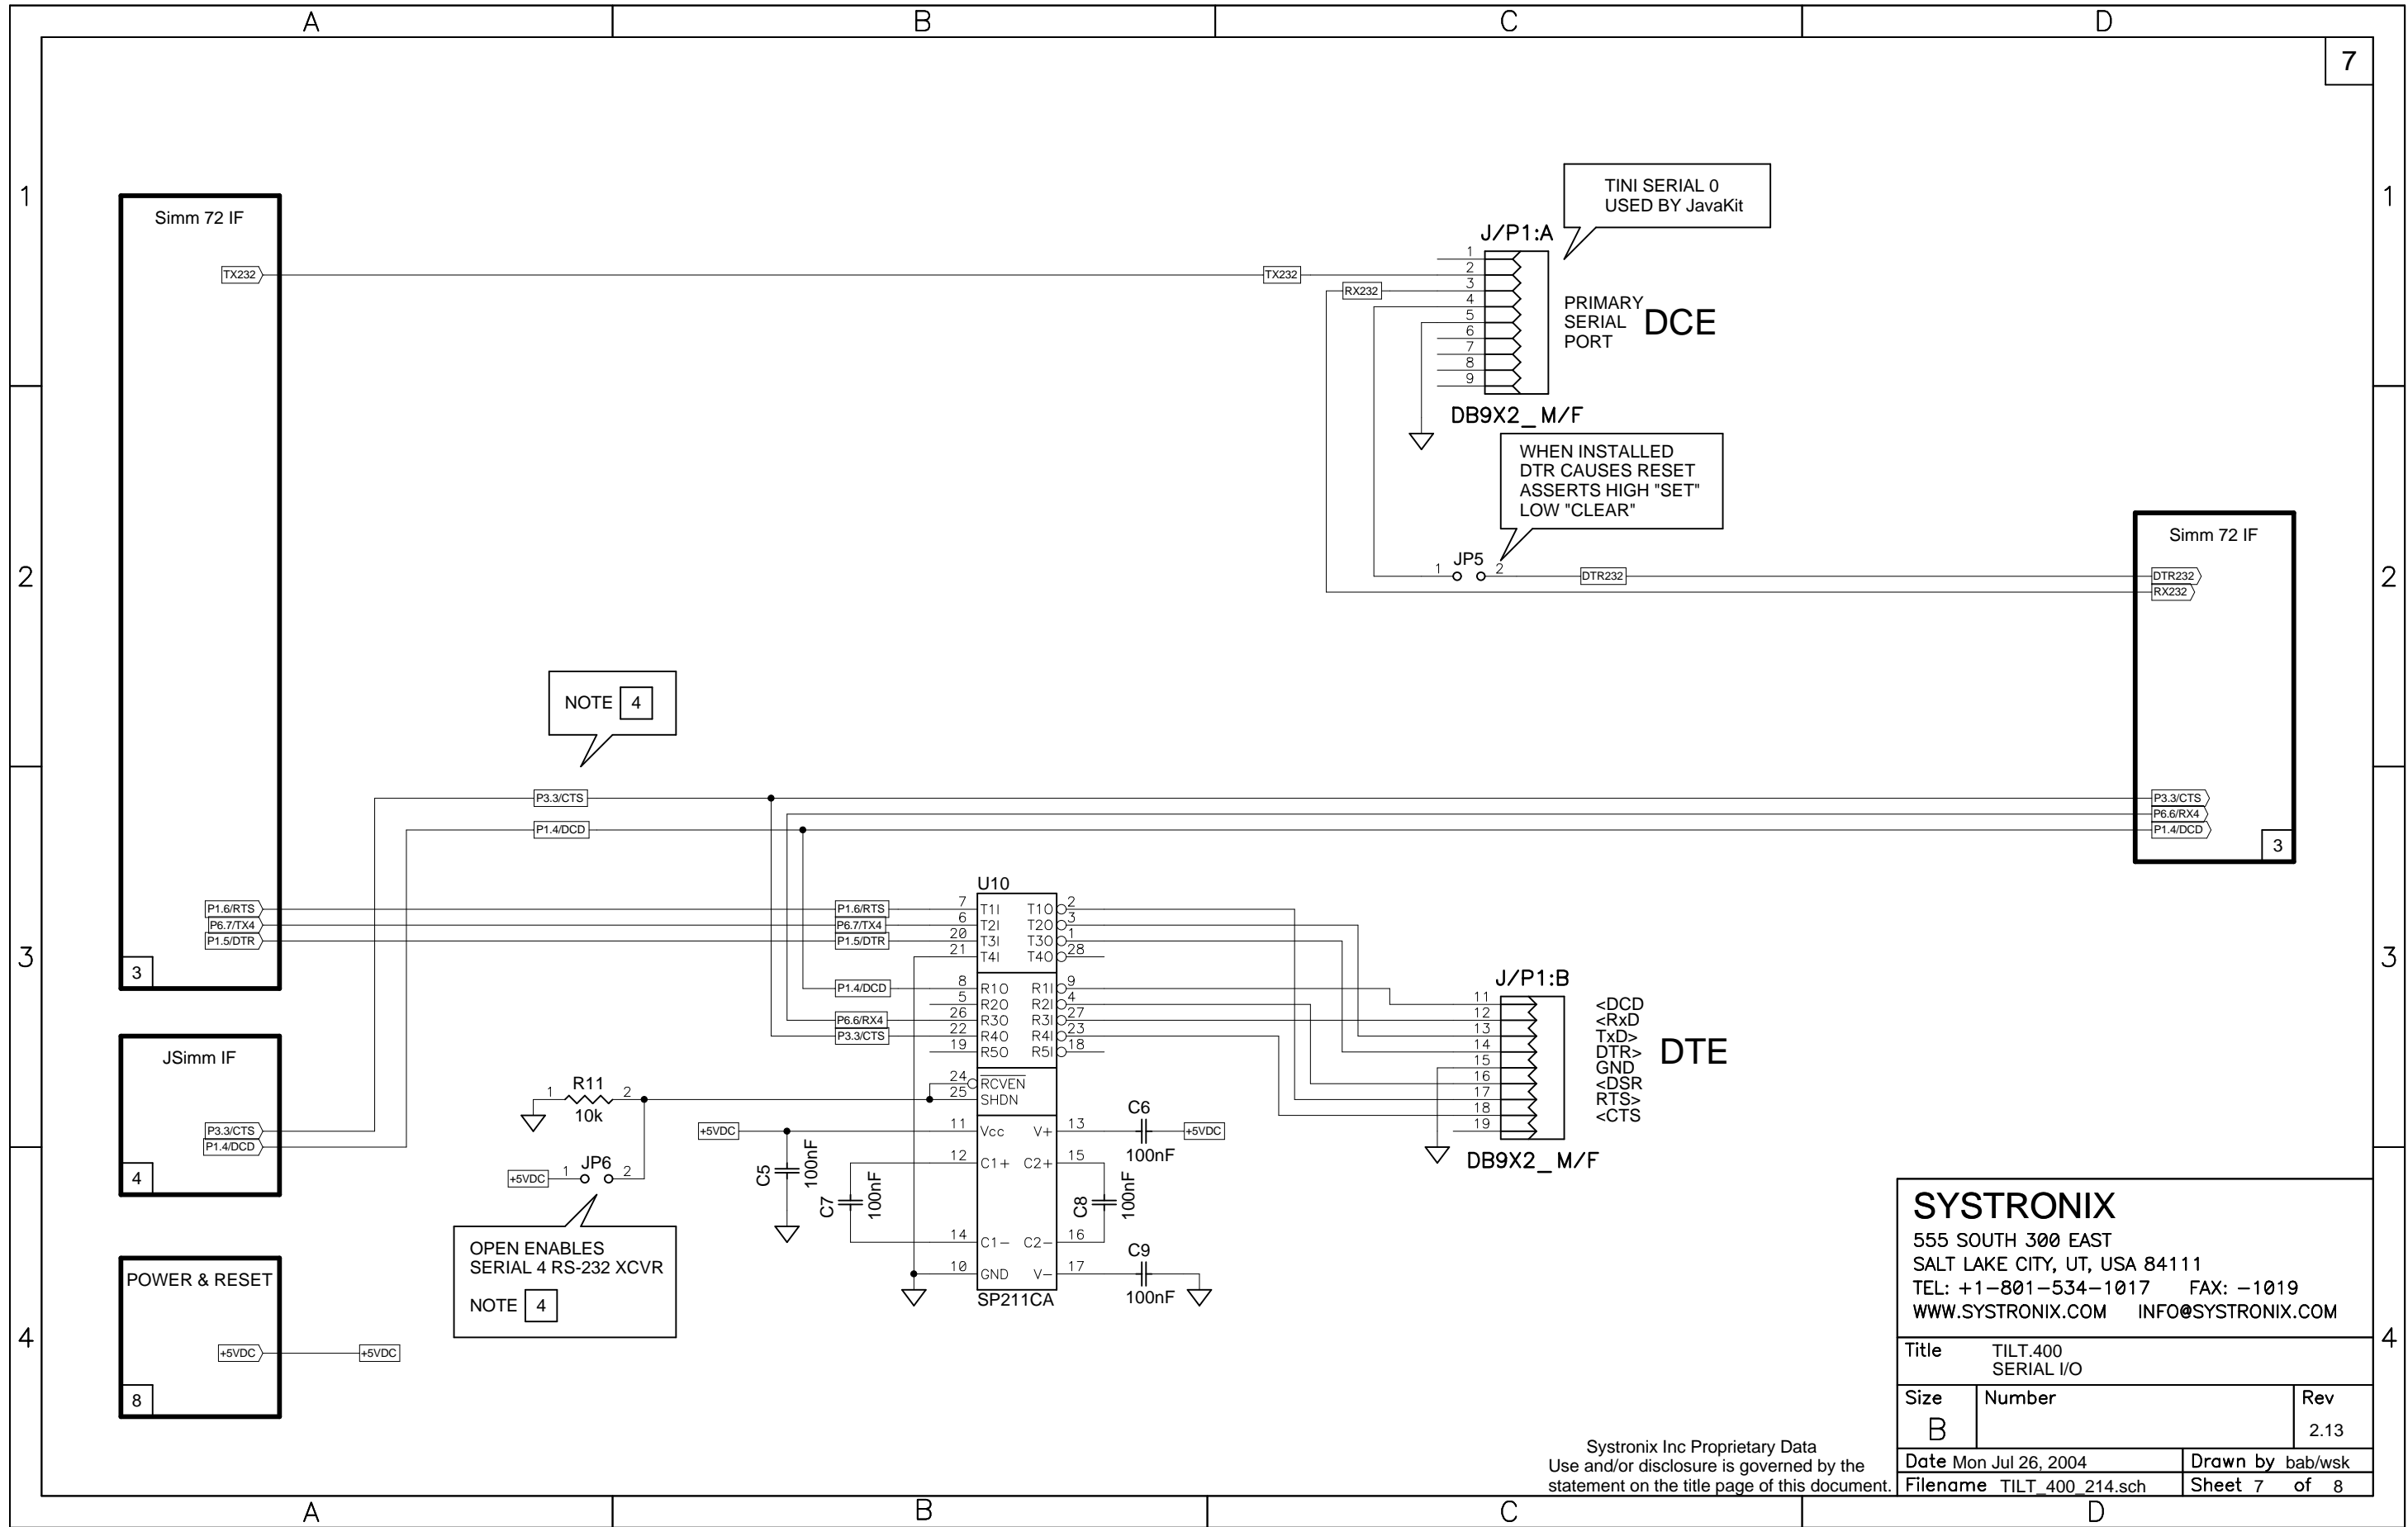 A B C D
7
1
1
Simm 72 IF
TX232
TX232
RX232
TINI SERIAL 0
USED BY JavaKit
J/P1:A
1
2
3
4
5
6
7
8
9
PRIMARY
SERIAL
PORT
DCE
DB9X2_M/F
WHEN INSTALLED
DTR CAUSES RESET
ASSERTS HIGH "SET"
LOW "CLEAR"
2
2
1 JP5 2
DTR232
Simm 72 IF
DTR232
RX232
NOTE 4
P3.3/CTS
P1.4/DCD
P3.3/CTS
P6.6/RX4
P1.4/DCD
3
3
3
P1.6/RTS
P6.7/TX4
P1.5/DTR
3
P1.6/RTS
P6.7/TX4
P1.5/DTR
P1.4/DCD
P6.6/RX4
P3.3/CTS
U10
7 T1I T1O 2
6 T2I T2O 3
20 T3I T3O 1
21 T4I T4O 28
8 R1O R1I 9
5 R2O R2I 4
26 R3O R3I 27
22 R4O R4I 23
19 R5O R5I 18
24 RCVEN
25 SHDN
11 Vcc V+ 13
12 C1+ C2+ 15
14 C1- C2- 16
10 GND V- 17
SP211CA
J/P1:B
11 <DCD
12 <RxD
13 TxD>
14 DTR>
15 GND
16 <DSR
17 RTS>
18 <CTS
19
DTE
DB9X2_M/F
JSimm IF
P3.3/CTS
P1.4/DCD
4
1 R11 2
10k
+5VDC 1 JP6 2
OPEN ENABLES
SERIAL 4 RS-232 XCVR
NOTE 4
+5VDC
C5
100nF
C7
100nF
C6
100nF
+5VDC
C8
100nF
C9
100nF
4
4
POWER & RESET
+5VDC
+5VDC
8
SYSTRONIX
555 SOUTH 300 EAST
SALT LAKE CITY, UT, USA 84111
TEL: +1-801-534-1017 FAX: -1019
WWW.SYSTRONIX.COM INFO@SYSTRONIX.COM
Title TILT.400
SERIAL I/O
Size Number Rev
B 2.13
Date Mon Jul 26, 2004 Drawn by bab/wsk
Filename TILT_400_214.sch Sheet 7 of 8
Systronix Inc Proprietary Data
Use and/or disclosure is governed by the
statement on the title page of this document.
A B C D